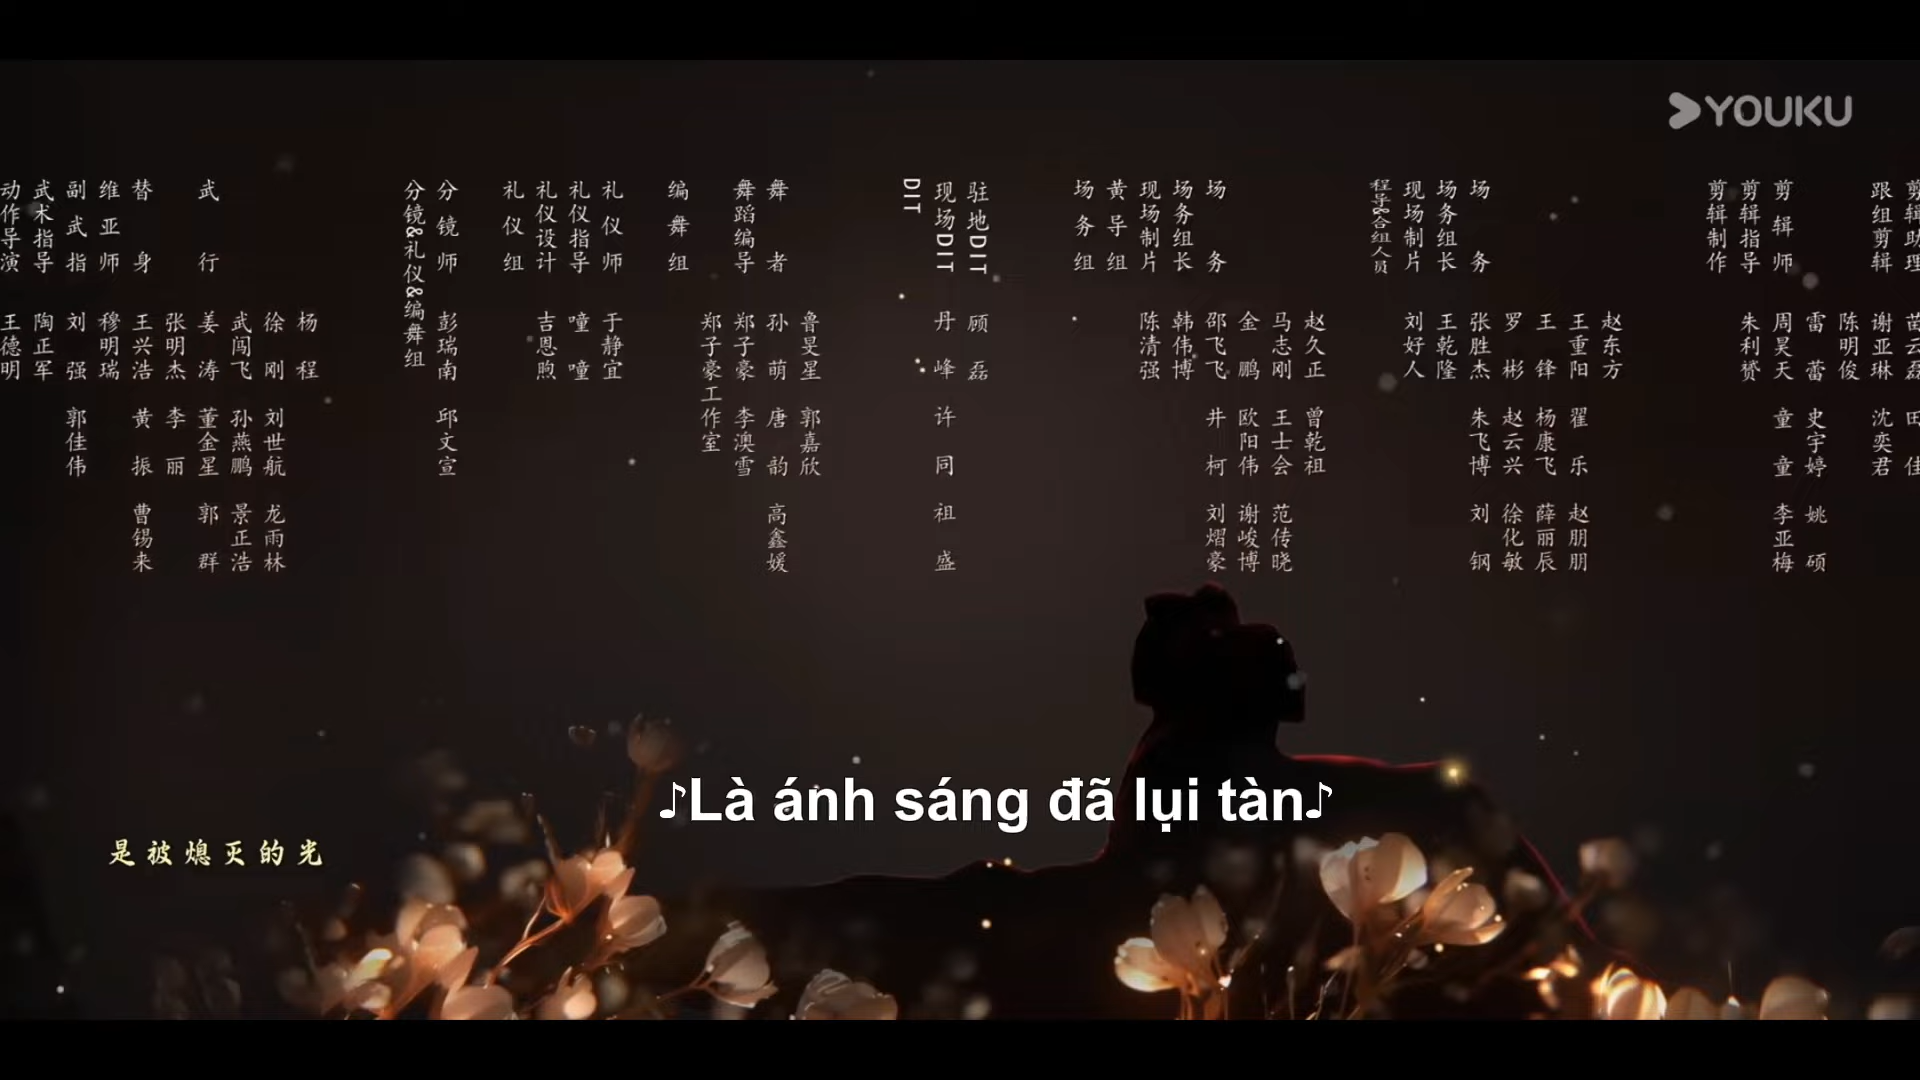 YOUKU
动作导演 王德明
武术指导 陶正军
副武指 刘强 郭佳伟
维亚师 穆明瑞
替身 王兴浩 黄振 曹锡来
张明杰 李丽
武行 姜涛 董金星 郭群
武闯飞 孙燕鹏 景正浩
徐刚 刘世航 龙雨林
杨程
分镜&礼仪&编舞组
分镜师 彭瑞南 邱文宣
礼仪组
礼仪设计 吉恩煦
礼仪指导 曈曈
礼仪师 于静宜
编舞组
郑子豪工作室
舞蹈编导 郑子豪 李澳雪
舞者 孙萌 唐韵 高鑫媛
鲁旻星 郭嘉欣
DIT
现场DIT 丹峰 许同祖盛
驻地DIT 顾磊
场务组
黄导组
现场制片 陈清强
场务组长 韩伟博
场务 邵飞飞 井柯 刘熠豪
金鹏 欧阳伟 谢峻博
马志刚 王士会 范传晓
赵久正 曾乾祖
程导&合组人员
现场制片 刘好人
场务组长 王乾隆
场务 张胜杰 朱飞博 刘钢
罗彬 赵云兴 徐化敏
王锋 杨康飞 薛丽辰
王重阳 翟乐 赵朋朋
赵东方
剪辑制作
剪辑指导 朱利赟
剪辑师 周昊天 童童 李亚梅
雷蕾 史宇婷 姚硕
陈明俊
跟组剪辑 谢亚琳 沈奕君
剪辑助理 苗云磊 田佳
♪Là ánh sáng đã lụi tàn♪
是被熄灭的光